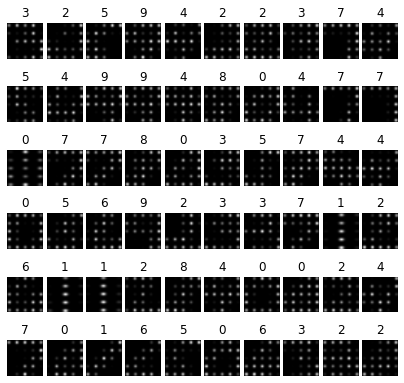 3 2 5 9 4 2 2 3 7 4
5 4 9 9 4 8 0 4 7 7
0 7 7 8 0 3 5 7 4 4
0 5 6 9 2 3 3 7 1 2
6 1 1 2 8 4 0 0 2 4
7 0 1 6 5 0 6 3 2 2